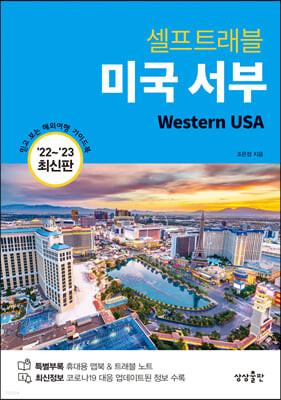 셀프트래블
미국 서부
Western USA
조은정 지음
믿고 보는 해외여행 가이드북
'22~'23
최신판
특별부록 휴대용 맵북 & 트래블 노트
최신정보 코로나19 대응 업데이트된 정보 수록
상상출판